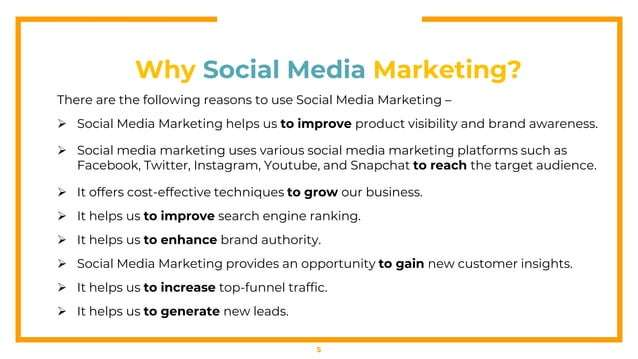 Why Social Media Marketing?
There are the following reasons to use Social Media Marketing –
➢ Social Media Marketing helps us to improve product visibility and brand awareness.
➢ Social media marketing uses various social media marketing platforms such as
Facebook, Twitter, Instagram, Youtube, and Snapchat to reach the target audience.
➢ It offers cost-effective techniques to grow our business.
➢ It helps us to improve search engine ranking.
➢ It helps us to enhance brand authority.
➢ Social Media Marketing provides an opportunity to gain new customer insights.
➢ It helps us to increase top-funnel traffic.
➢ It helps us to generate new leads.
5